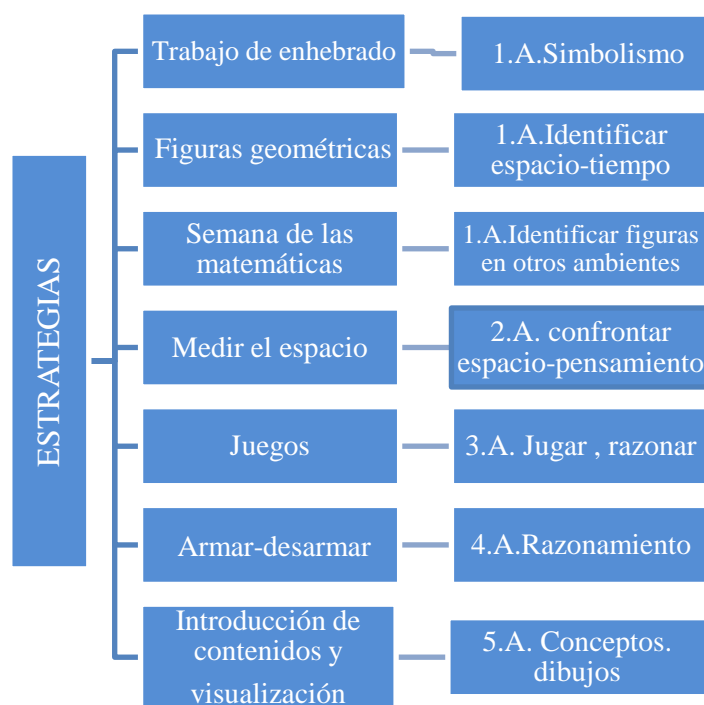 ESTRATEGIAS
Trabajo de enhebrado
1.A.Simbolismo
Figuras geométricas
1.A.Identificar
espacio-tiempo
Semana de las
matemáticas
1.A.Identificar figuras
en otros ambientes
Medir el espacio
2.A. confrontar
espacio-pensamiento
Juegos
3.A. Jugar , razonar
Armar-desarmar
4.A.Razonamiento
Introducción de
contenidos y
visualización
5.A. Conceptos.
dibujos